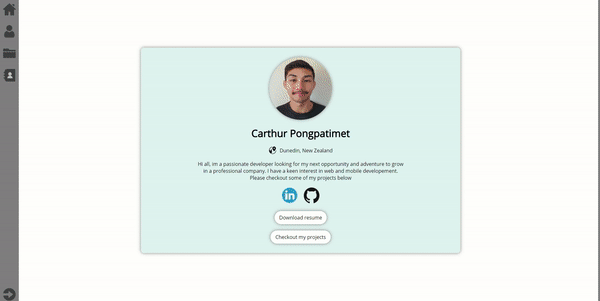 Carthur Pongpatimet
Dunedin, New Zealand
Hi all, im a passionate developer looking for my next opportunity and adventure to grow
in a professional company. I have a keen interest in web and mobile developement.
Please checkout some of my projects below
in
Download resume
Checkout my projects